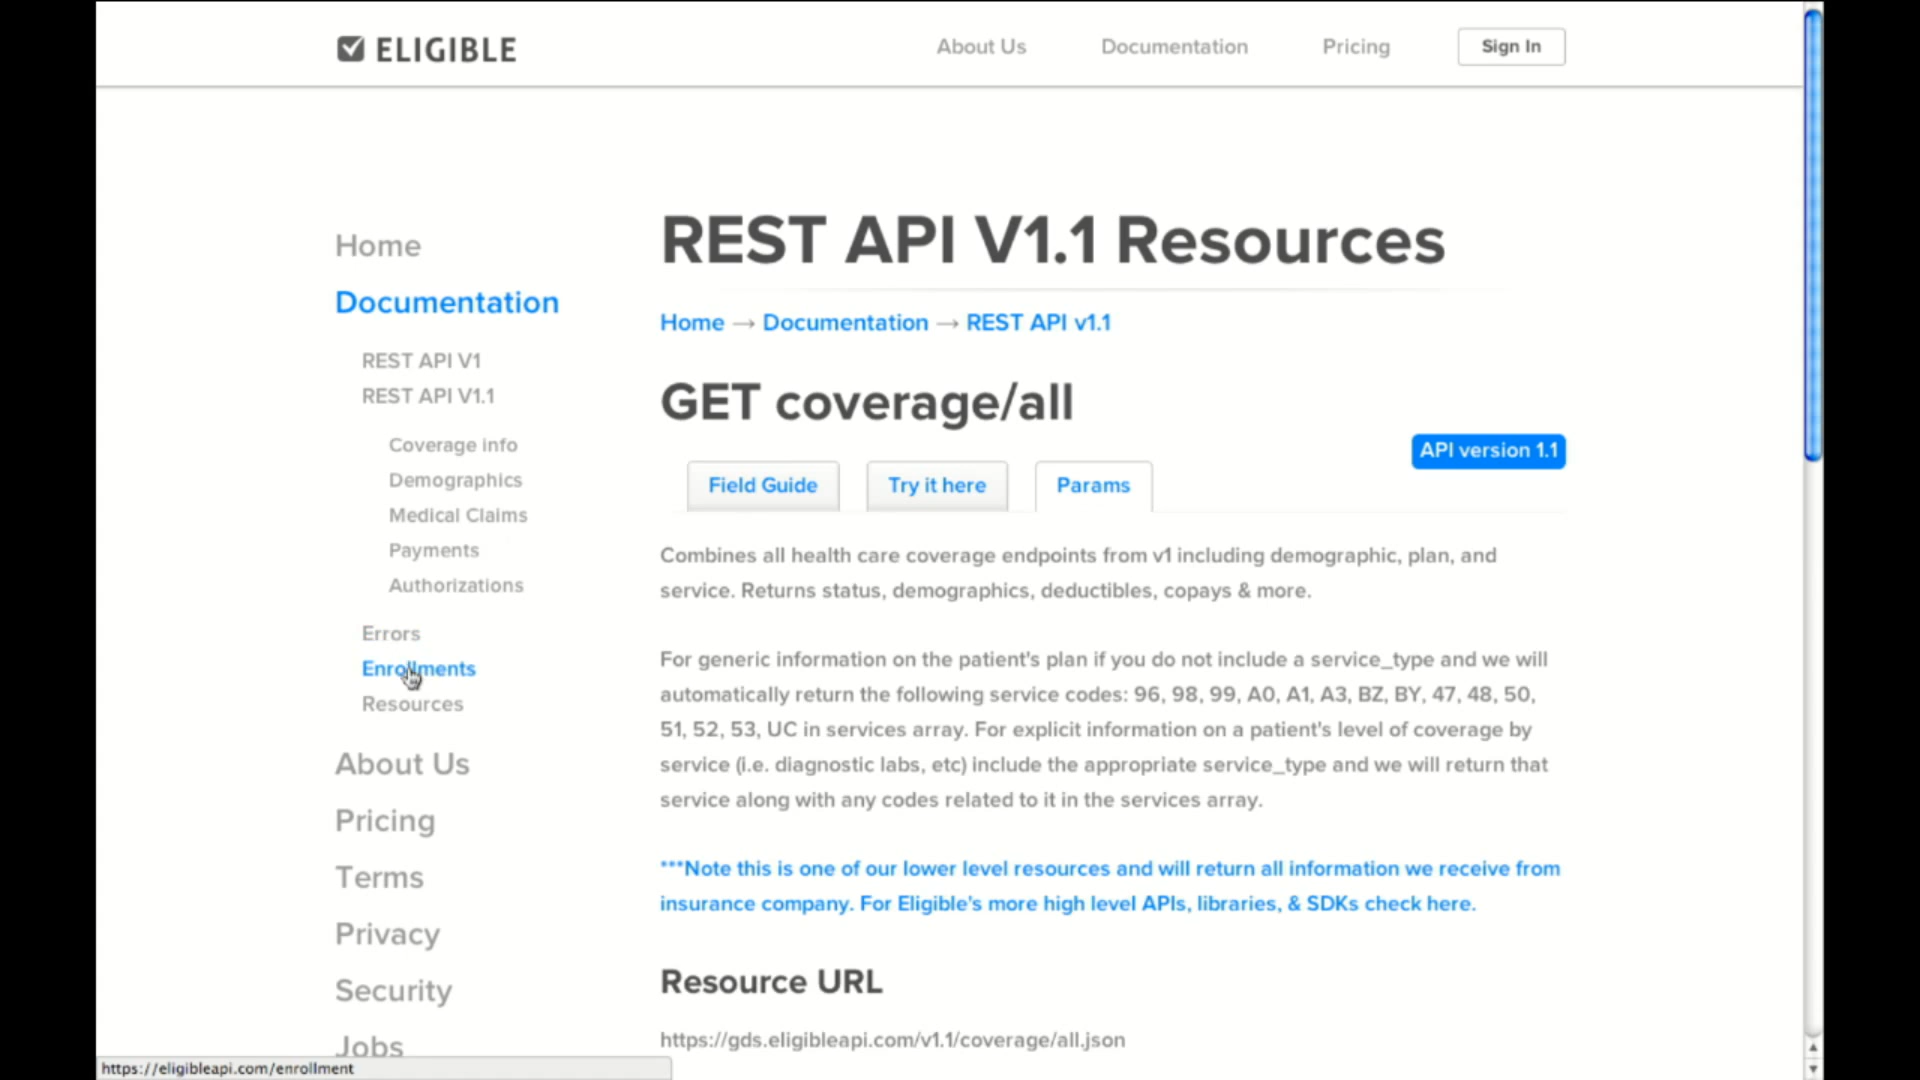 ELIGIBLE
About Us
Documentation
Pricing
Sign In
Home
Documentation
REST API V1
REST API V1.1
Coverage info
Demographics
Medical Claims
Payments
Authorizations
Errors
Enrollments
Resources
About Us
Pricing
Terms
Privacy
Security
Jobs
REST API V1.1 Resources
Home → Documentation → REST API v1.1
GET coverage/all
API version 1.1
Field Guide
Try it here
Params
Combines all health care coverage endpoints from v1 including demographic, plan, and
service. Returns status, demographics, deductibles, copays & more.
For generic information on the patient's plan if you do not include a service_type and we will
automatically return the following service codes: 96, 98, 99, A0, A1, A3, BZ, BY, 47, 48, 50,
51, 52, 53, UC in services array. For explicit information on a patient's level of coverage by
service (i.e. diagnostic labs, etc) include the appropriate service_type and we will return that
service along with any codes related to it in the services array.
***Note this is one of our lower level resources and will return all information we receive from
insurance company. For Eligible's more high level APIs, libraries, & SDKs check here.
Resource URL
https://gds.eligibleapi.com/v1.1/coverage/all.json
https://eligibleapi.com/enrollment